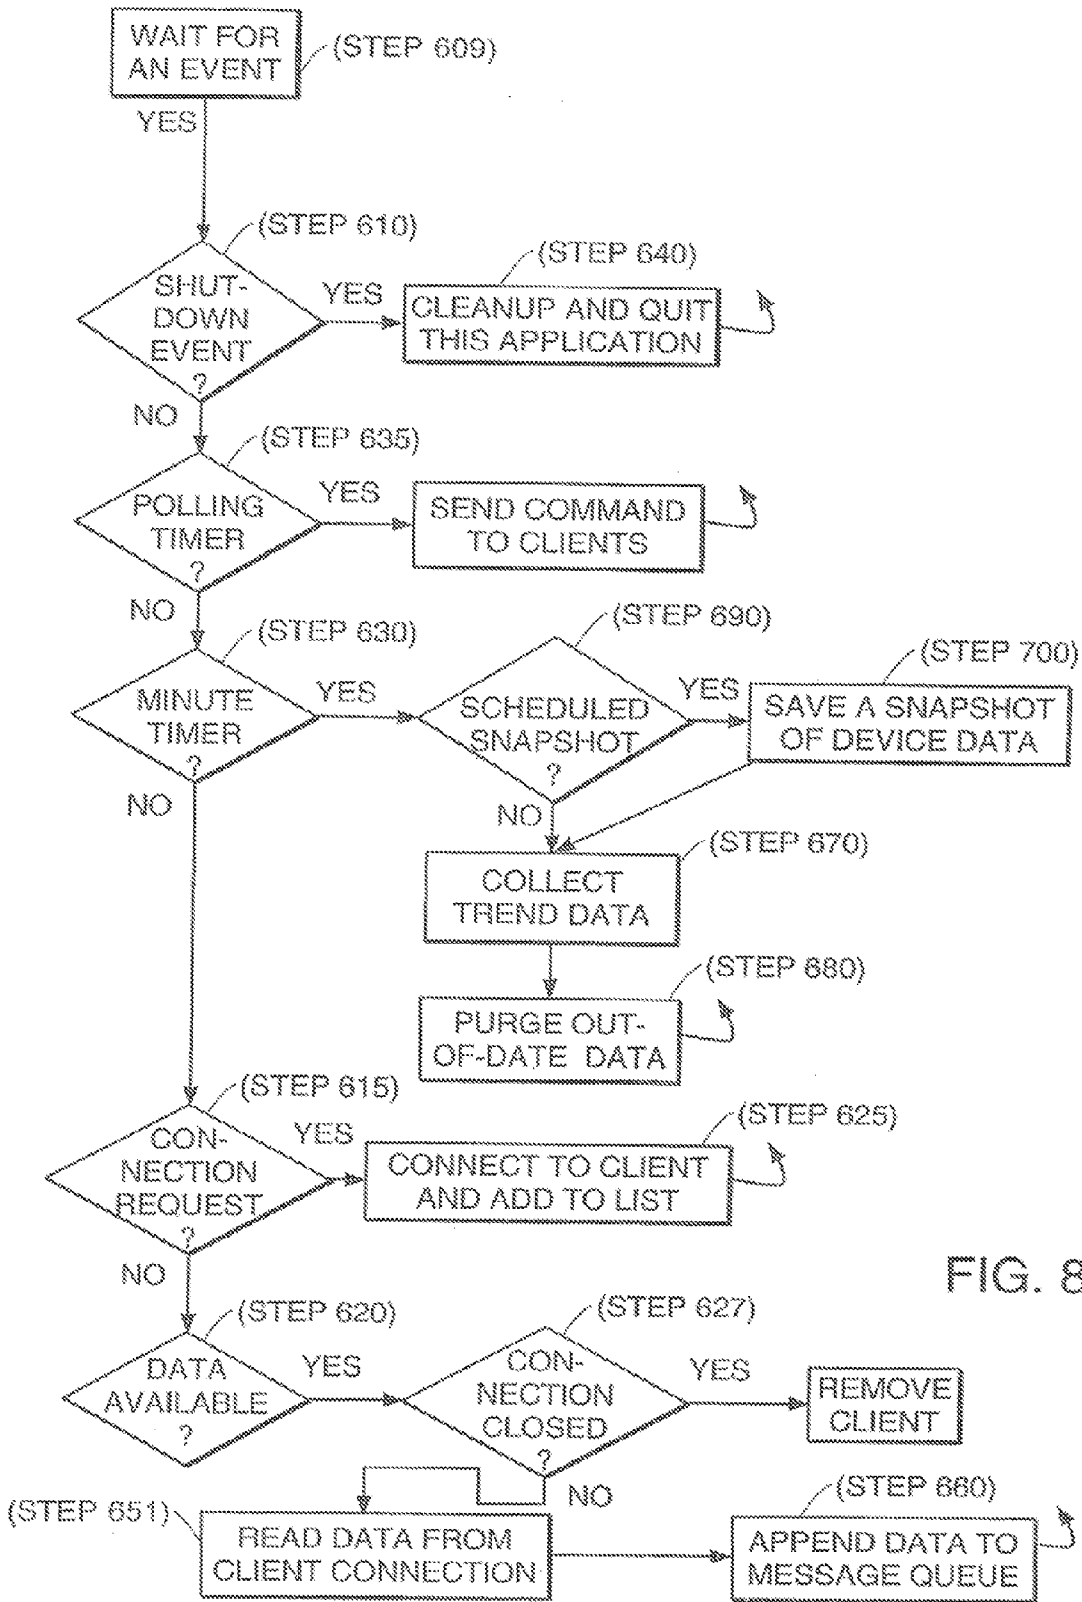 WAIT FOR
AN EVENT
(STEP 609)
YES
(STEP 610)
SHUT-
DOWN
EVENT
?
YES
(STEP 640)
CLEANUP AND QUIT
THIS APPLICATION
NO
(STEP 635)
POLLING
TIMER
?
YES
SEND COMMAND
TO CLIENTS
NO
(STEP 630)
MINUTE
TIMER
?
YES
(STEP 690)
SCHEDULED
SNAPSHOT
?
YES
(STEP 700)
SAVE A SNAPSHOT
OF DEVICE DATA
NO
NO
(STEP 670)
COLLECT
TREND DATA
(STEP 680)
PURGE OUT-
OF-DATE DATA
(STEP 615)
CON-
NECTION
REQUEST
?
YES
(STEP 625)
CONNECT TO CLIENT
AND ADD TO LIST
NO
FIG. 8
(STEP 620)
DATA
AVAILABLE
?
YES
(STEP 627)
CON-
NECTION
CLOSED
?
YES
REMOVE
CLIENT
NO
(STEP 651)
READ DATA FROM
CLIENT CONNECTION
(STEP 660)
APPEND DATA TO
MESSAGE QUEUE